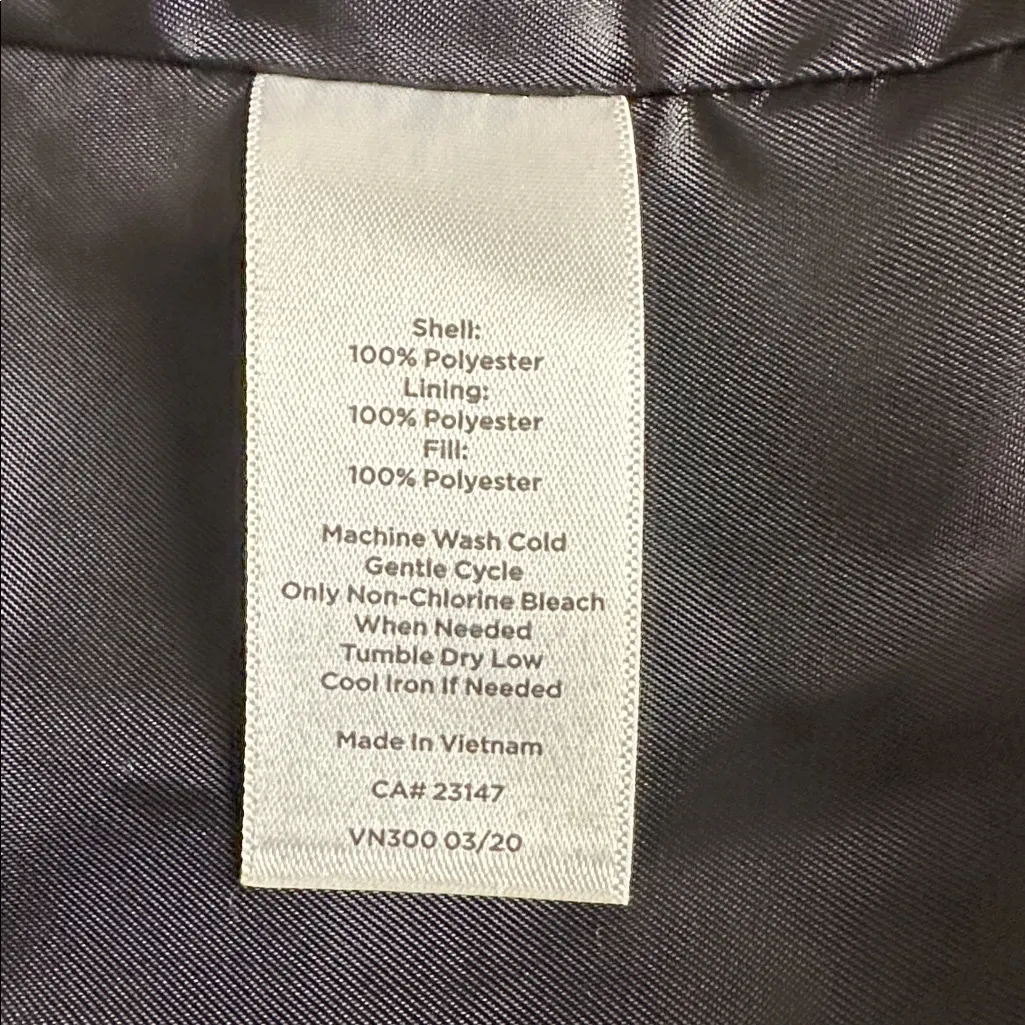 Shell:
100% Polyester
Lining:
100% Polyester
Fill:
100% Polyester
Machine Wash Cold
Gentle Cycle
Only Non-Chlorine Bleach
When Needed
Tumble Dry Low
Cool Iron If Needed
Made In Vietnam
CA# 23147
VN300 03/20